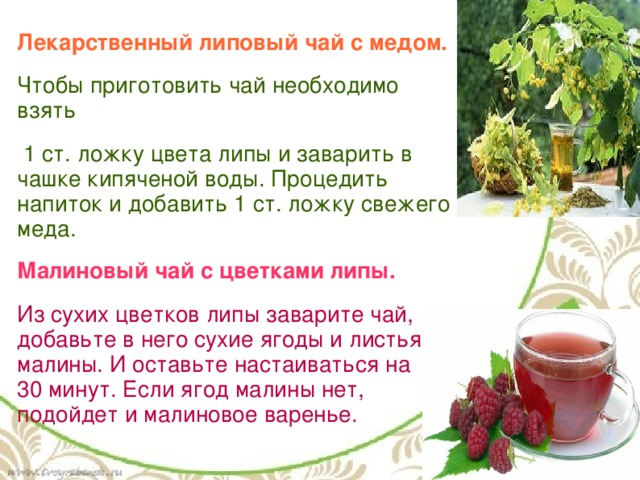 Лекарственный липовый чай с медом.
Чтобы приготовить чай необходимо
взять
1 ст. ложку цвета липы и заварить в
чашке кипяченой воды. Процедить
напиток и добавить 1 ст. ложку свежего
меда.
Малиновый чай с цветками липы.
Из сухих цветков липы заварите чай,
добавьте в него сухие ягоды и листья
малины. И оставьте настаиваться на
30 минут. Если ягод малины нет,
подойдет и малиновое варенье.